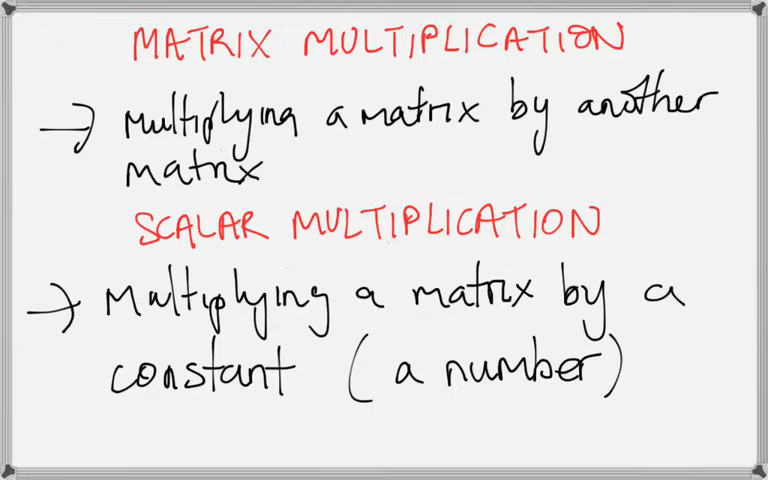 MATRIX MULTIPLICATION
→ Multiplying a matrix by another
matrix
SCALAR MULTIPLICATION
→ Multiplying a matrix by a
constant (a number)